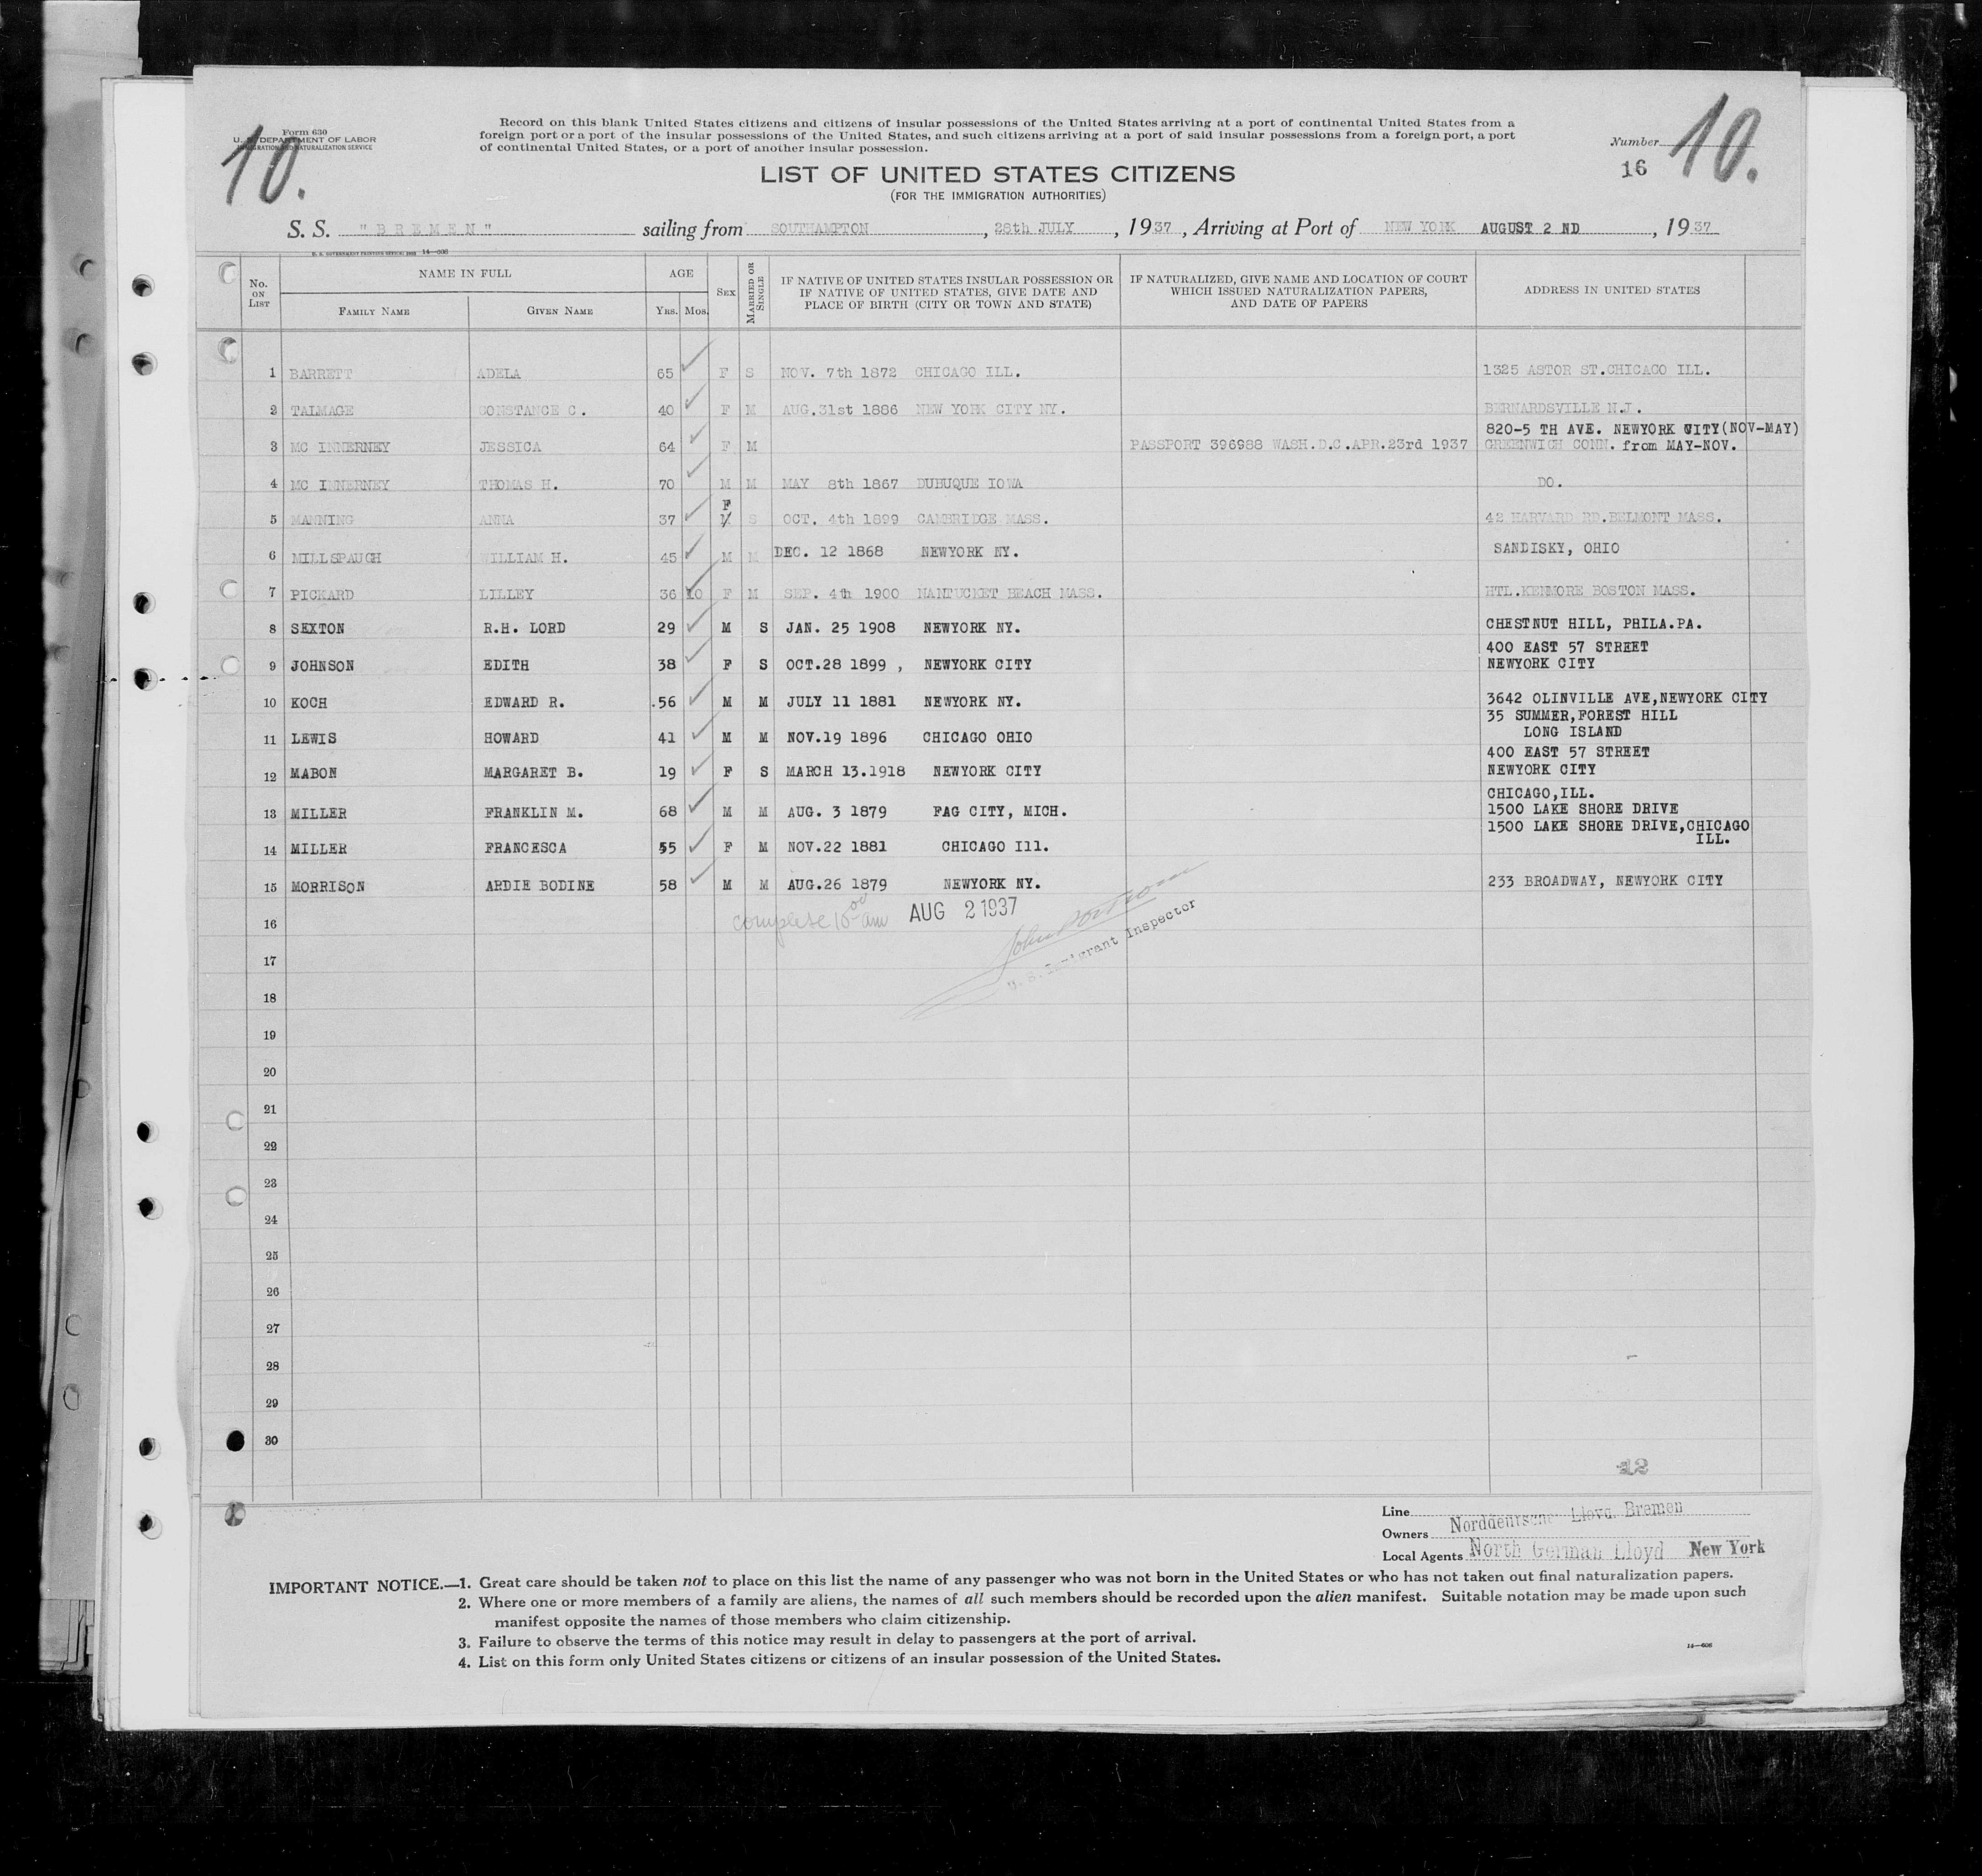 10.
Form 630
U. S. DEPARTMENT OF LABOR
IMMIGRATION AND NATURALIZATION SERVICE
Record on this blank United States citizens and citizens of insular possessions of the United States arriving at a port of continental United States from a
foreign port or a port of the insular possessions of the United States, and such citizens arriving at a port of said insular possessions from a foreign port, a port
of continental United States, or a port of another insular possession.
Number 10.
16
LIST OF UNITED STATES CITIZENS
(FOR THE IMMIGRATION AUTHORITIES)
S. S. "BREMEN" sailing from SOUTHAMPTON, 28th JULY, 1937, Arriving at Port of NEW YORK AUGUST 2 ND, 1937
14—606
No. ON LIST NAME IN FULL AGE SEX MARRIED OR SINGLE IF NATIVE OF UNITED STATES INSULAR POSSESSION OR IF NATIVE OF UNITED STATES, GIVE DATE AND PLACE OF BIRTH (CITY OR TOWN AND STATE) IF NATURALIZED, GIVE NAME AND LOCATION OF COURT WHICH ISSUED NATURALIZATION PAPERS, AND DATE OF PAPERS ADDRESS IN UNITED STATES
FAMILY NAME GIVEN NAME YRS. MOS.
1 BARRETT ADELA 65 F S NOV. 7th 1872 CHICAGO ILL. 1325 ASTOR ST.CHICAGO ILL.
2 TALMAGE CONSTANCE C. 40 F M AUG.31st 1886 NEW YORK CITY NY. BERNARDSVILLE N.J.
820-5 TH AVE. NEWYORK CITY(NOV-MAY)
3 MC INNERNEY JESSICA 64 F M PASSPORT 396988 WASH.D.C.APR.23rd 1937 GREENWICH CONN. from MAY-NOV.
4 MC INNERNEY THOMAS H. 70 M M MAY 8th 1867 DUBUQUE IOWA DO.
F
5 MANNING ANNA 37 M S OCT. 4th 1899 CAMBRIDGE MASS. 42 HARVARD RD.BELMONT MASS.
6 MILLSPAUGH WILLIAM H. 45 M M DEC. 12 1868 NEWYORK NY. SANDISKY, OHIO
7 PICKARD LILLEY 36 10 F M SEP. 4th 1900 NANTUCKET BEACH MASS. HTL.KENMORE BOSTON MASS.
8 SEXTON R.H. LORD 29 M S JAN. 25 1908 NEWYORK NY. CHESTNUT HILL, PHILA.PA.
400 EAST 57 STREET
9 JOHNSON EDITH 38 F S OCT.28 1899 , NEWYORK CITY NEWYORK CITY
10 KOCH EDWARD R. .56 M M JULY 11 1881 NEWYORK NY. 3642 OLINVILLE AVE,NEWYORK CITY
35 SUMMER,FOREST HILL
11 LEWIS HOWARD 41 M M NOV.19 1896 CHICAGO OHIO LONG ISLAND
400 EAST 57 STREET
12 MABON MARGARET B. 19 F S MARCH 13.1918 NEWYORK CITY NEWYORK CITY
CHICAGO,ILL.
13 MILLER FRANKLIN M. 68 M M AUG. 3 1879 FAG CITY, MICH. 1500 LAKE SHORE DRIVE
1500 LAKE SHORE DRIVE,CHICAGO
ILL.
14 MILLER FRANCESCA 55 F M NOV.22 1881 CHICAGO Ill.
15 MORRISON ARDIE BODINE 58 M M AUG.26 1879 NEWYORK NY. 233 BROADWAY, NEWYORK CITY
16 complete 10 00 am AUG 2 1937
U. S. Immigrant Inspector
17
18
19
20
21
22
23
24
25
26
27
28
29
30
12
Line
Owners Norddeutscher Lloyd. Bremen
Local Agents North German Lloyd New York
IMPORTANT NOTICE.—1. Great care should be taken not to place on this list the name of any passenger who was not born in the United States or who has not taken out final naturalization papers.
2. Where one or more members of a family are aliens, the names of all such members should be recorded upon the alien manifest. Suitable notation may be made upon such
manifest opposite the names of those members who claim citizenship.
3. Failure to observe the terms of this notice may result in delay to passengers at the port of arrival.
4. List on this form only United States citizens or citizens of an insular possession of the United States.
14—606